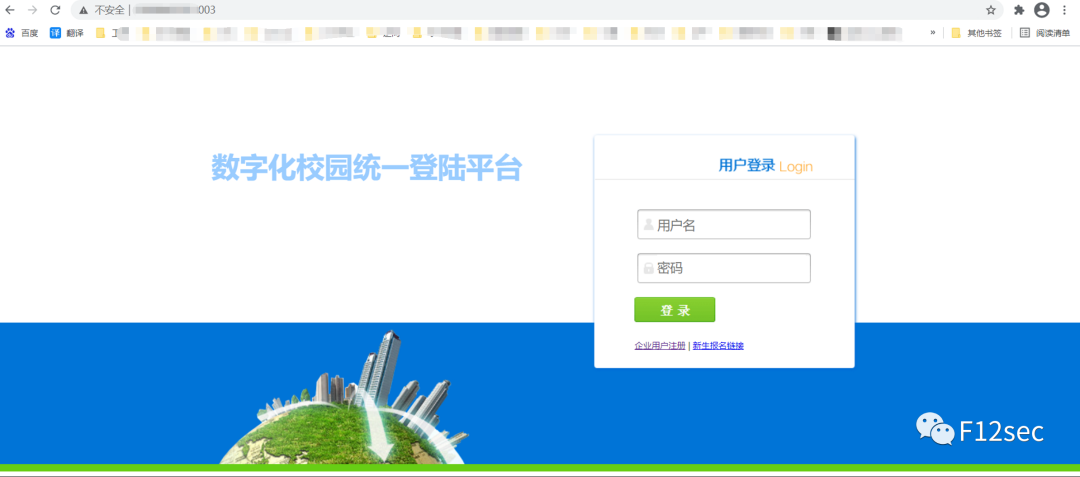 不安全 | 003
百度 译 翻译 » 其他书签 阅读清单
数字化校园统一登陆平台
用户登录 Login
用户名
密码
登 录
企业用户注册 | 新生报名链接
F12sec